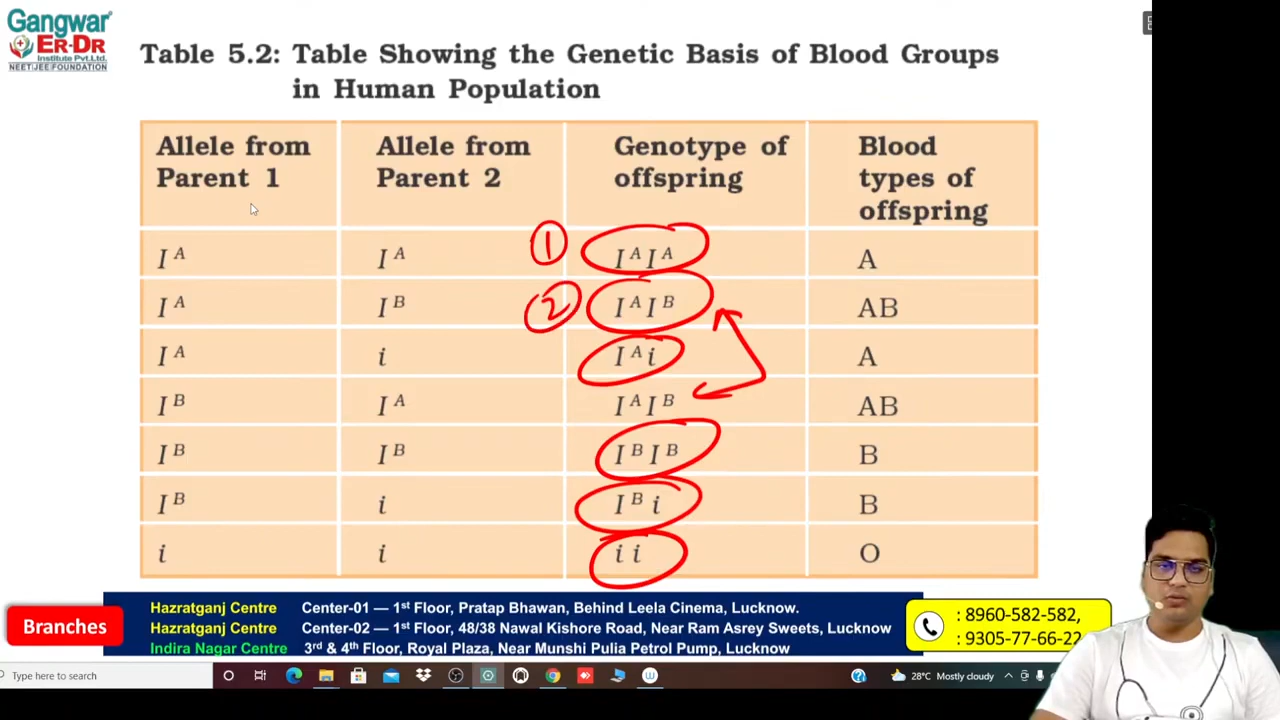 Gangwar
ER-DR
Institute Pvt.Ltd.
NEET|JEE|FOUNDATION
Table 5.2: Table Showing the Genetic Basis of Blood Groups
in Human Population
Allele from Parent 1 Allele from Parent 2 Genotype of offspring Blood types of offspring
1
I^A I^A I^A I^A A
2
I^A I^B I^A I^B AB
I^A i I^A i A
I^B I^A I^A I^B AB
I^B I^B I^B I^B B
I^B i I^B i B
i i i i O
Branches
Hazratganj Centre Center-01 — 1st Floor, Pratap Bhawan, Behind Leela Cinema, Lucknow.
Hazratganj Centre Center-02 — 1st Floor, 48/38 Nawal Kishore Road, Near Ram Asrey Sweets, Lucknow
Indira Nagar Centre 3rd & 4th Floor, Royal Plaza, Near Munshi Pulia Petrol Pump, Lucknow
: 8960-582-582,
: 9305-77-66-22
Type here to search
28°C Mostly cloudy